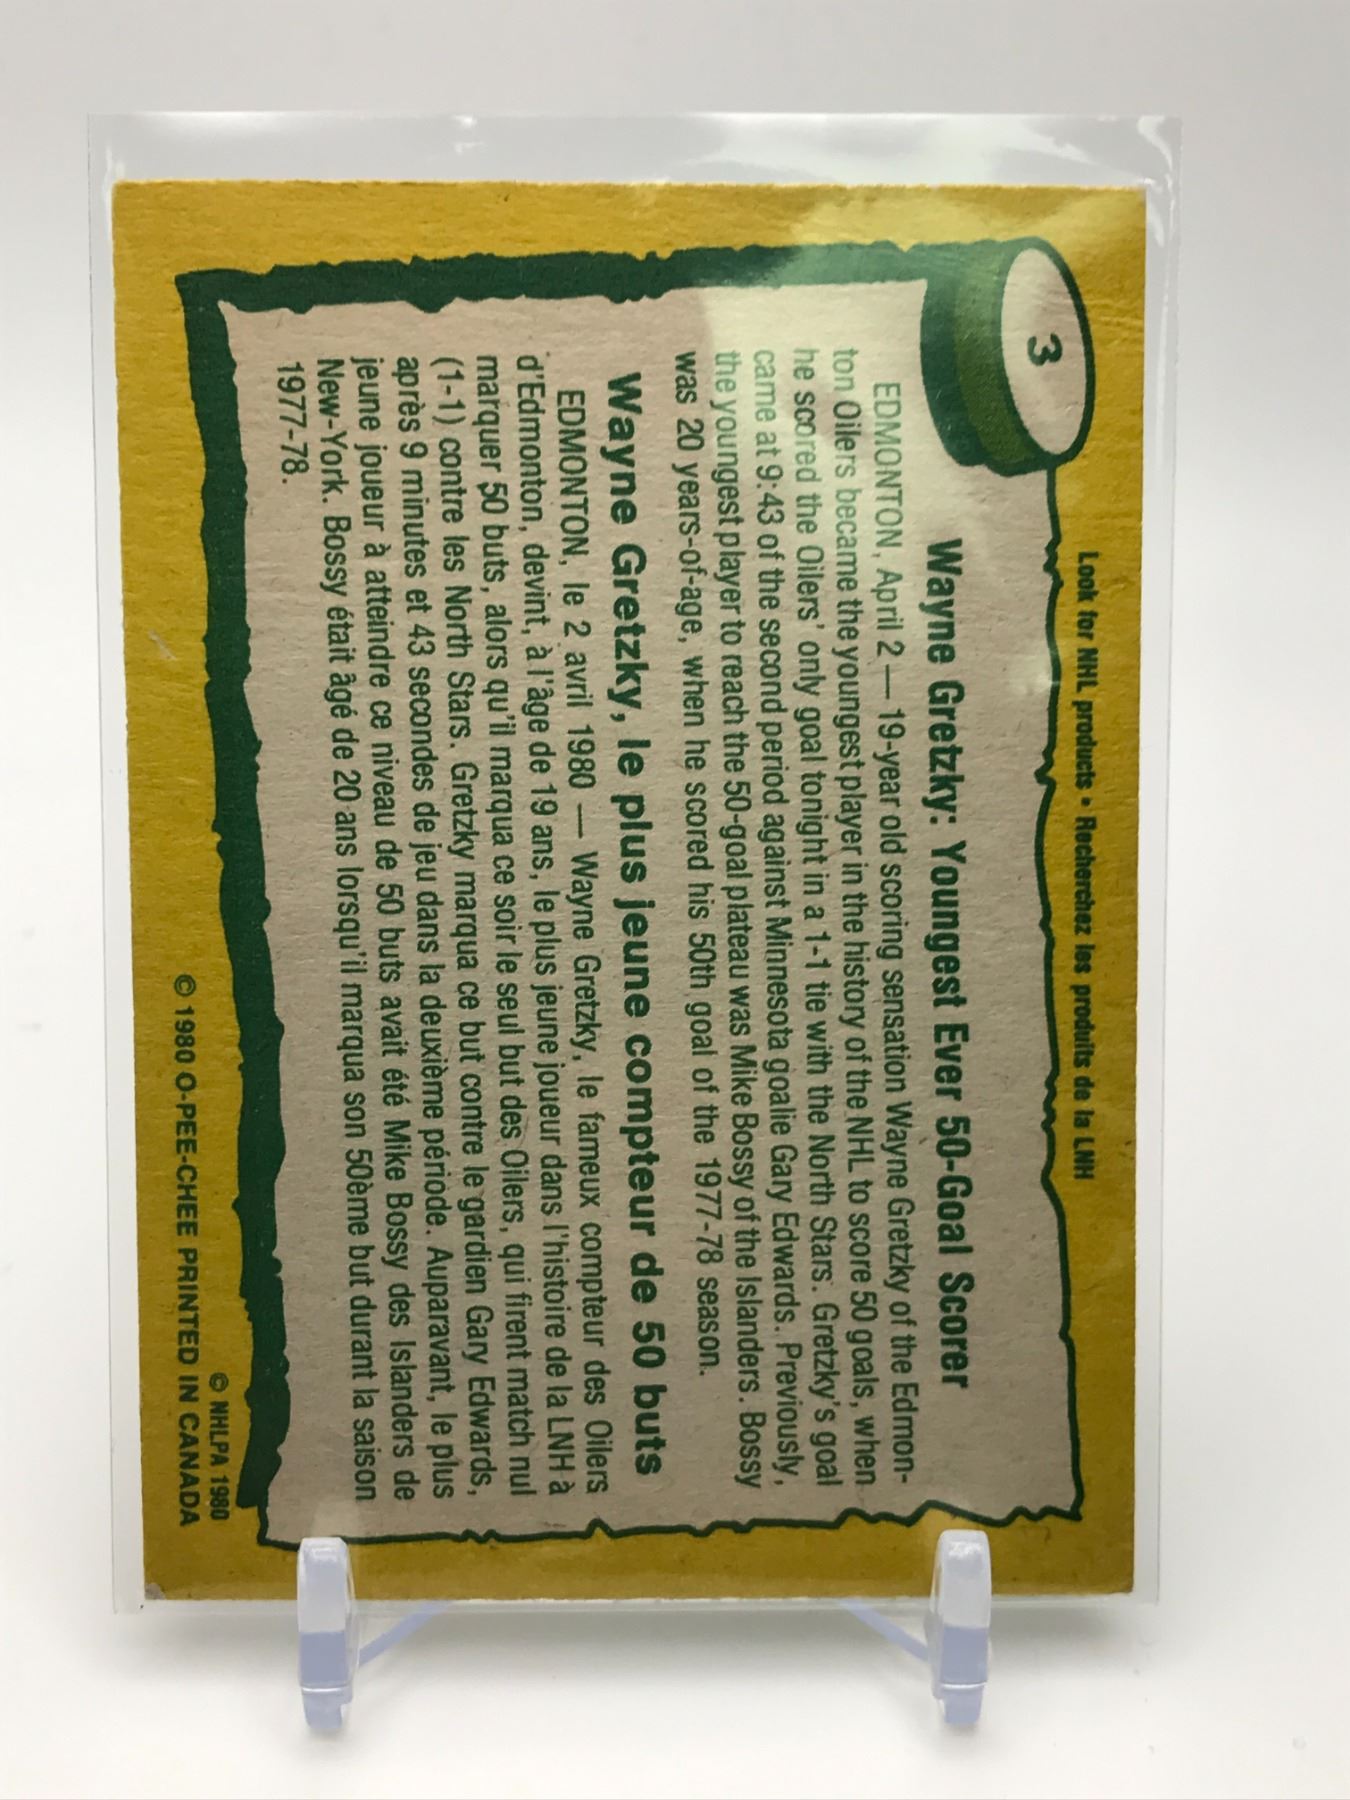 Look for NHL products • Recherchez les produits de la LNH
3
Wayne Gretzky: Youngest Ever 50-Goal Scorer
EDMONTON, April 2 — 19-year old scoring sensation Wayne Gretzky of the Edmon-
ton Oilers became the youngest player in the history of the NHL to score 50 goals, when
he scored the Oilers' only goal tonight in a 1-1 tie with the North Stars. Gretzky's goal
came at 9:43 of the second period against Minnesota goalie Gary Edwards. Previously,
the youngest player to reach the 50-goal plateau was Mike Bossy of the Islanders. Bossy
was 20 years-of-age, when he scored his 50th goal of the 1977-78 season.
Wayne Gretzky, le plus jeune compteur de 50 buts
EDMONTON, le 2 avril 1980 — Wayne Gretzky, le fameux compteur des Oilers
d'Edmonton, devint, à l'âge de 19 ans, le plus jeune joueur dans l'histoire de la LNH à
marquer 50 buts, alors qu'il marqua ce soir le seul but des Oilers, qui firent match nul
(1-1) contre les North Stars. Gretzky marqua ce but contre le gardien Gary Edwards,
après 9 minutes et 43 secondes de jeu dans la deuxième période. Auparavant, le plus
jeune joueur à atteindre ce niveau de 50 buts avait été Mike Bossy des Islanders de
New-York. Bossy était âgé de 20 ans lorsqu'il marqua son 50ème but durant la saison
1977-78.
© NHLPA 1980
© 1980 O-PEE-CHEE PRINTED IN CANADA